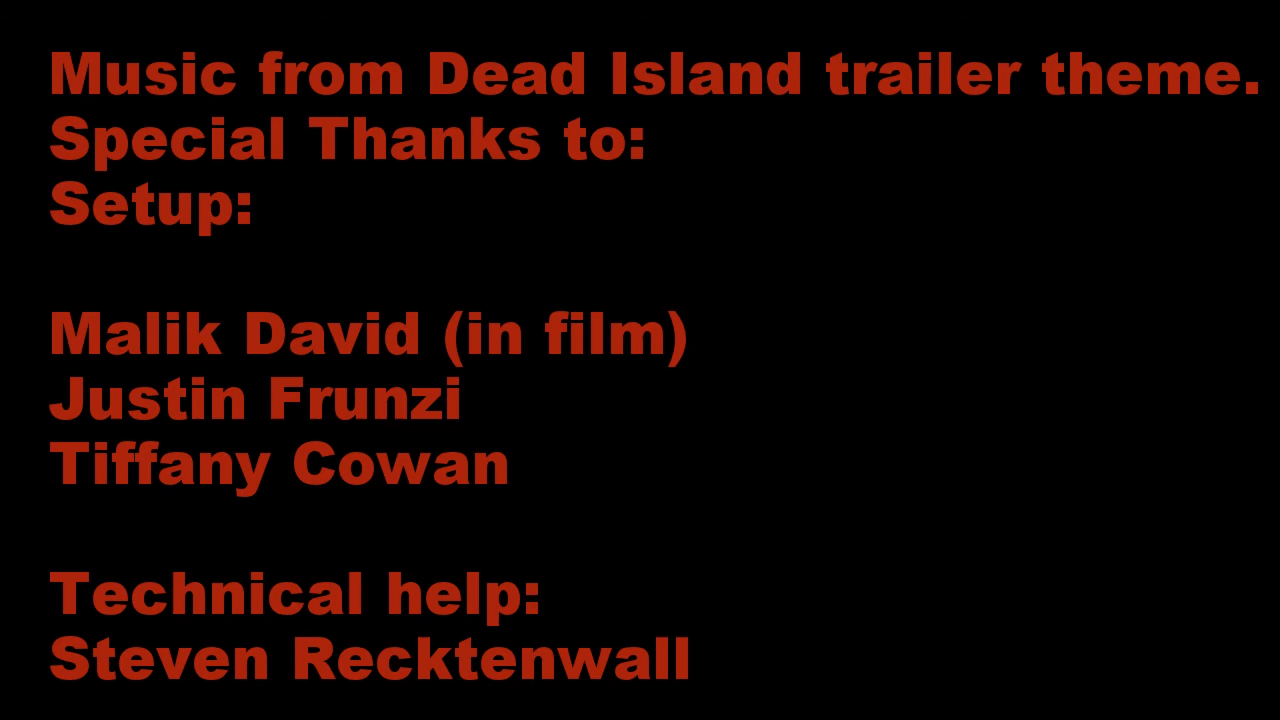 Music from Dead Island trailer theme.
Special Thanks to:
Setup:
Malik David (in film)
Justin Frunzi
Tiffany Cowan
Technical help:
Steven Recktenwall